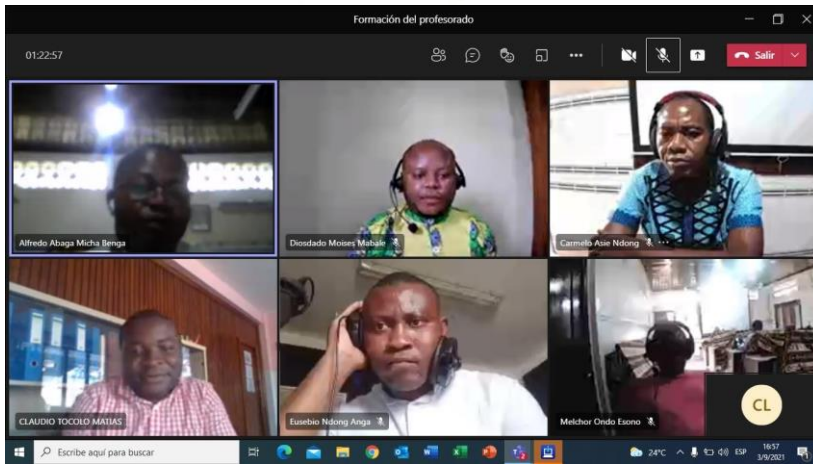 Formación del profesorado
01:22:57
Salir
Alfredo Abaga Micha Benga
Diosdado Moises Mabale
Carmelo Asie Ndong
CLAUDIO TOCOLO MATIAS
Eusebio Ndong Anga
Melchor Ondo Esono
CL
Escribe aquí para buscar
24°C
ESP
16:57
3/9/2021